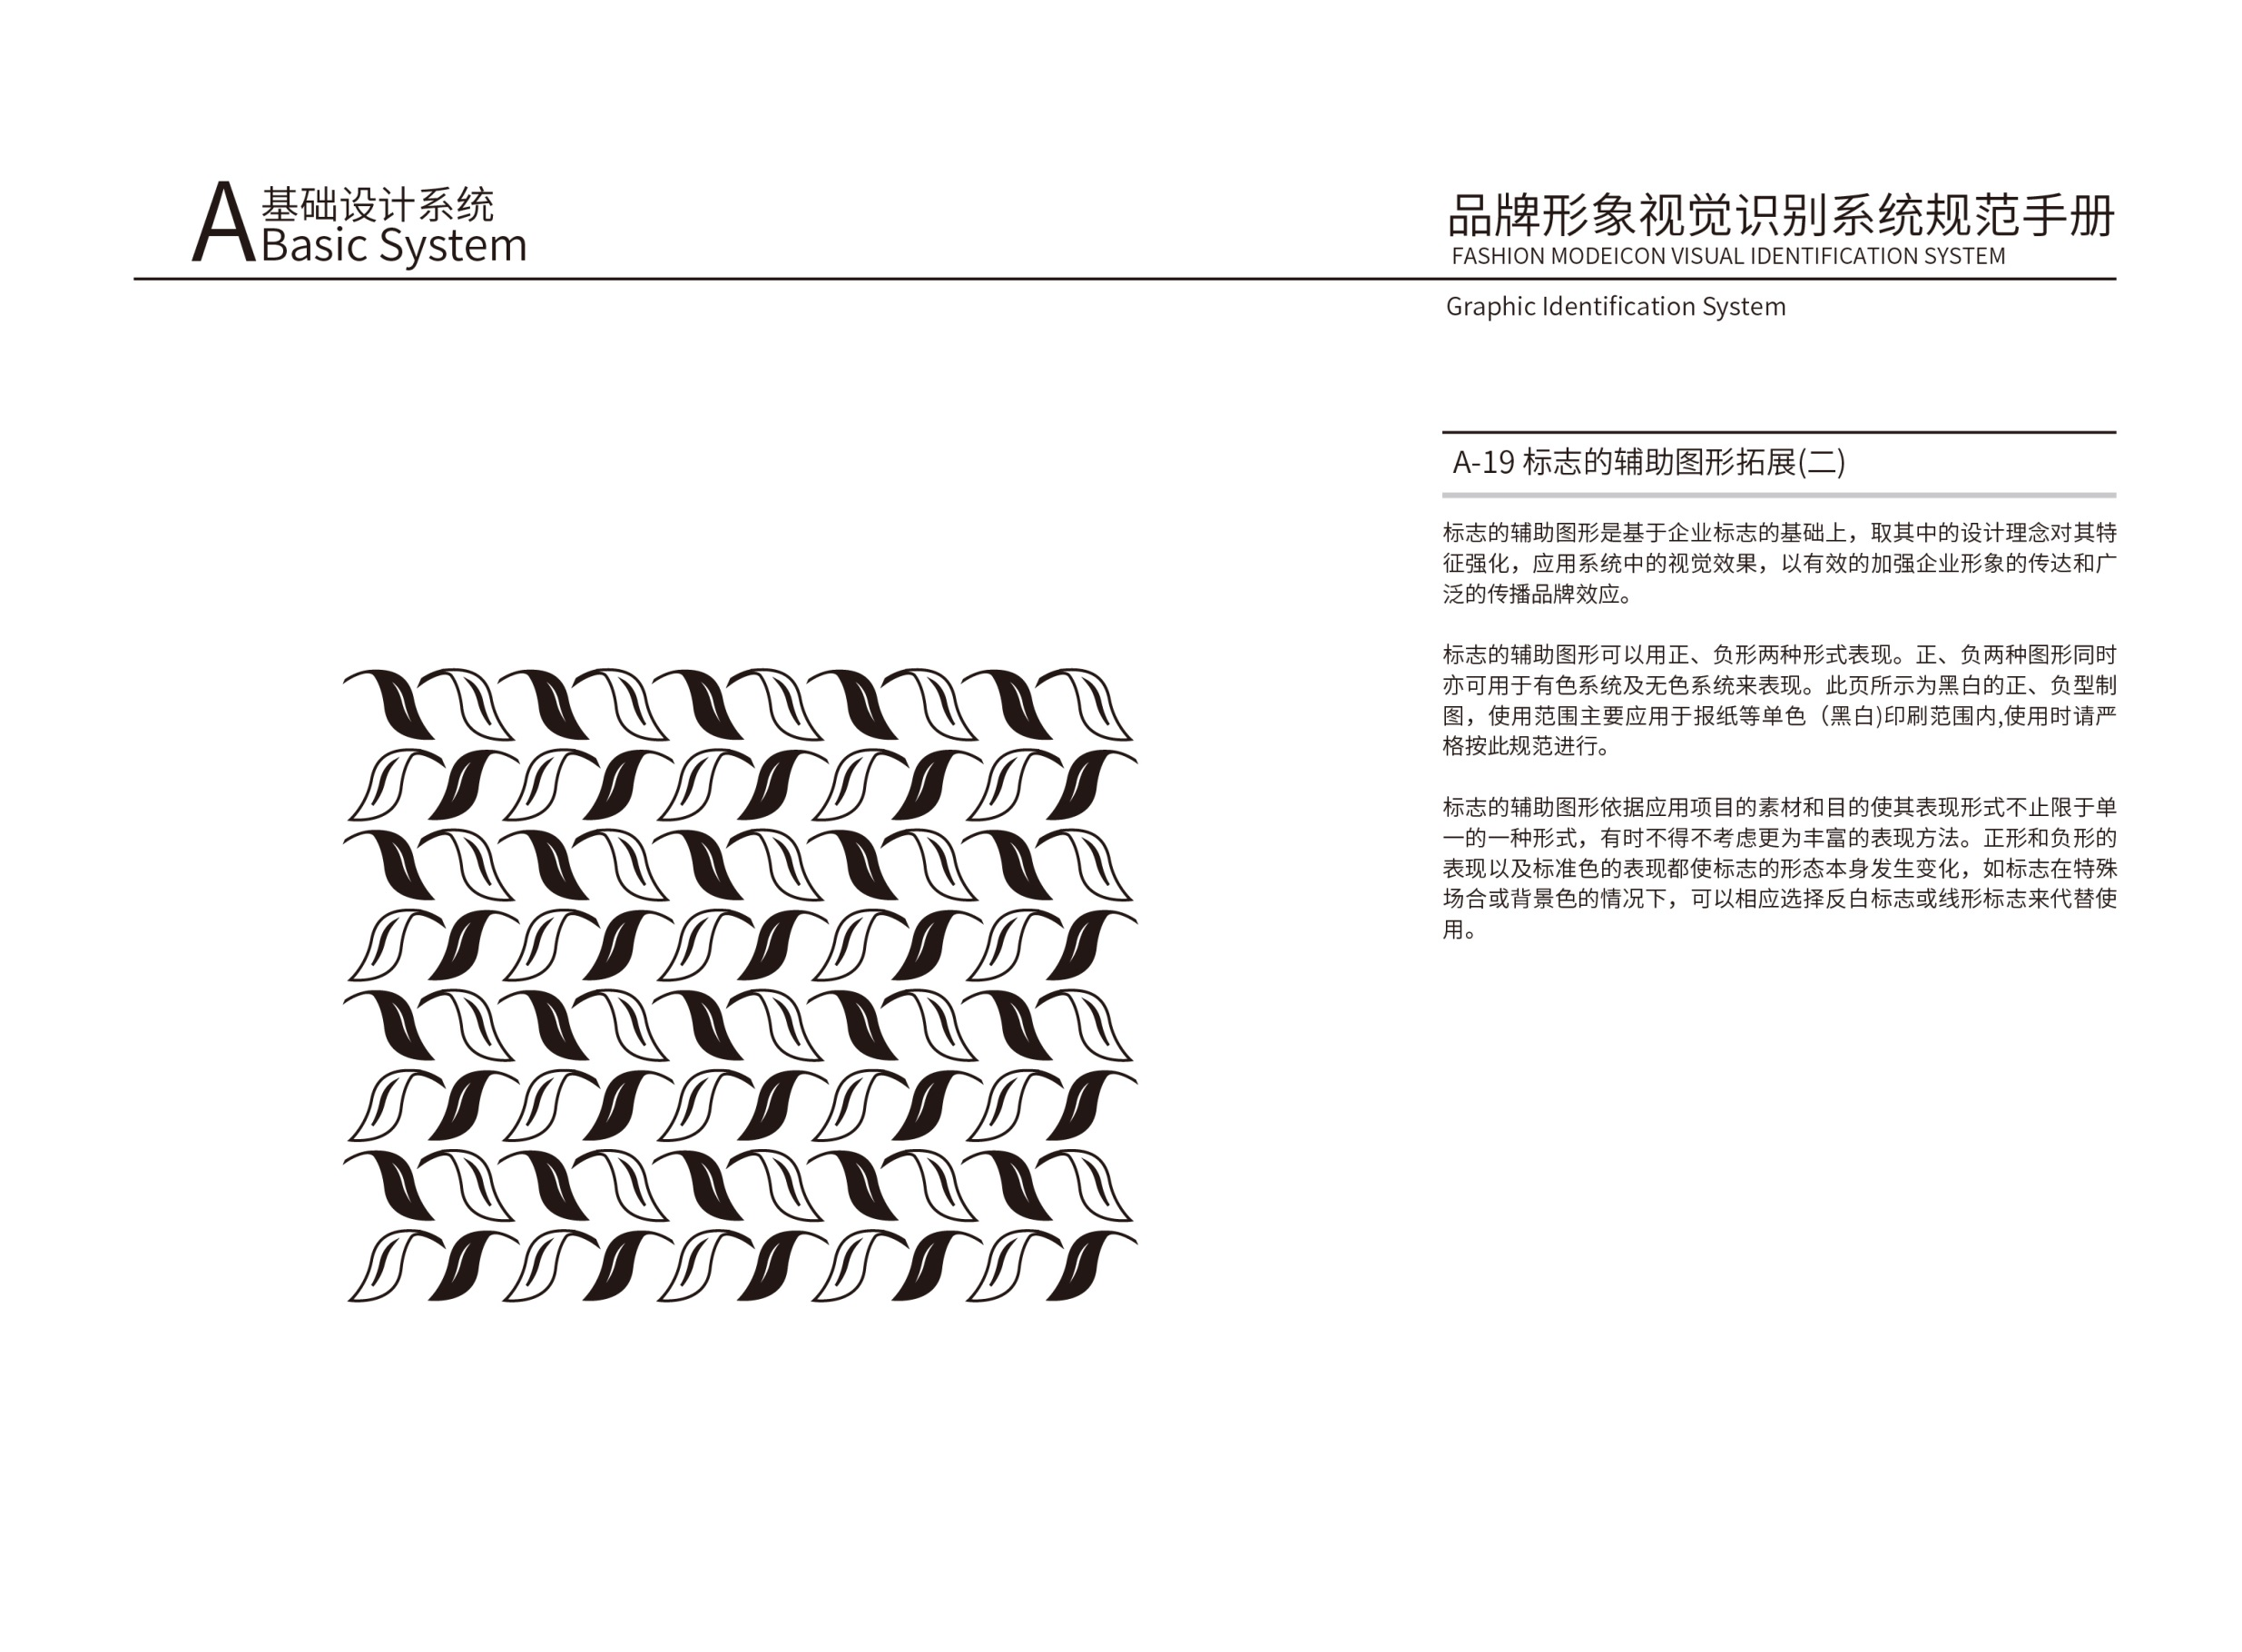 A
基础设计系统
Basic System
品牌形象视觉识别系统规范手册
FASHION MODEICON VISUAL IDENTIFICATION SYSTEM
Graphic Identification System
A-19 标志的辅助图形拓展(二)
标志的辅助图形是基于企业标志的基础上，取其中的设计理念对其特
征强化，应用系统中的视觉效果，以有效的加强企业形象的传达和广
泛的传播品牌效应。
标志的辅助图形可以用正、负形两种形式表现。正、负两种图形同时
亦可用于有色系统及无色系统来表现。此页所示为黑白的正、负型制
图，使用范围主要应用于报纸等单色（黑白)印刷范围内,使用时请严
格按此规范进行。
标志的辅助图形依据应用项目的素材和目的使其表现形式不止限于单
一的一种形式，有时不得不考虑更为丰富的表现方法。正形和负形的
表现以及标准色的表现都使标志的形态本身发生变化，如标志在特殊
场合或背景色的情况下，可以相应选择反白标志或线形标志来代替使
用。